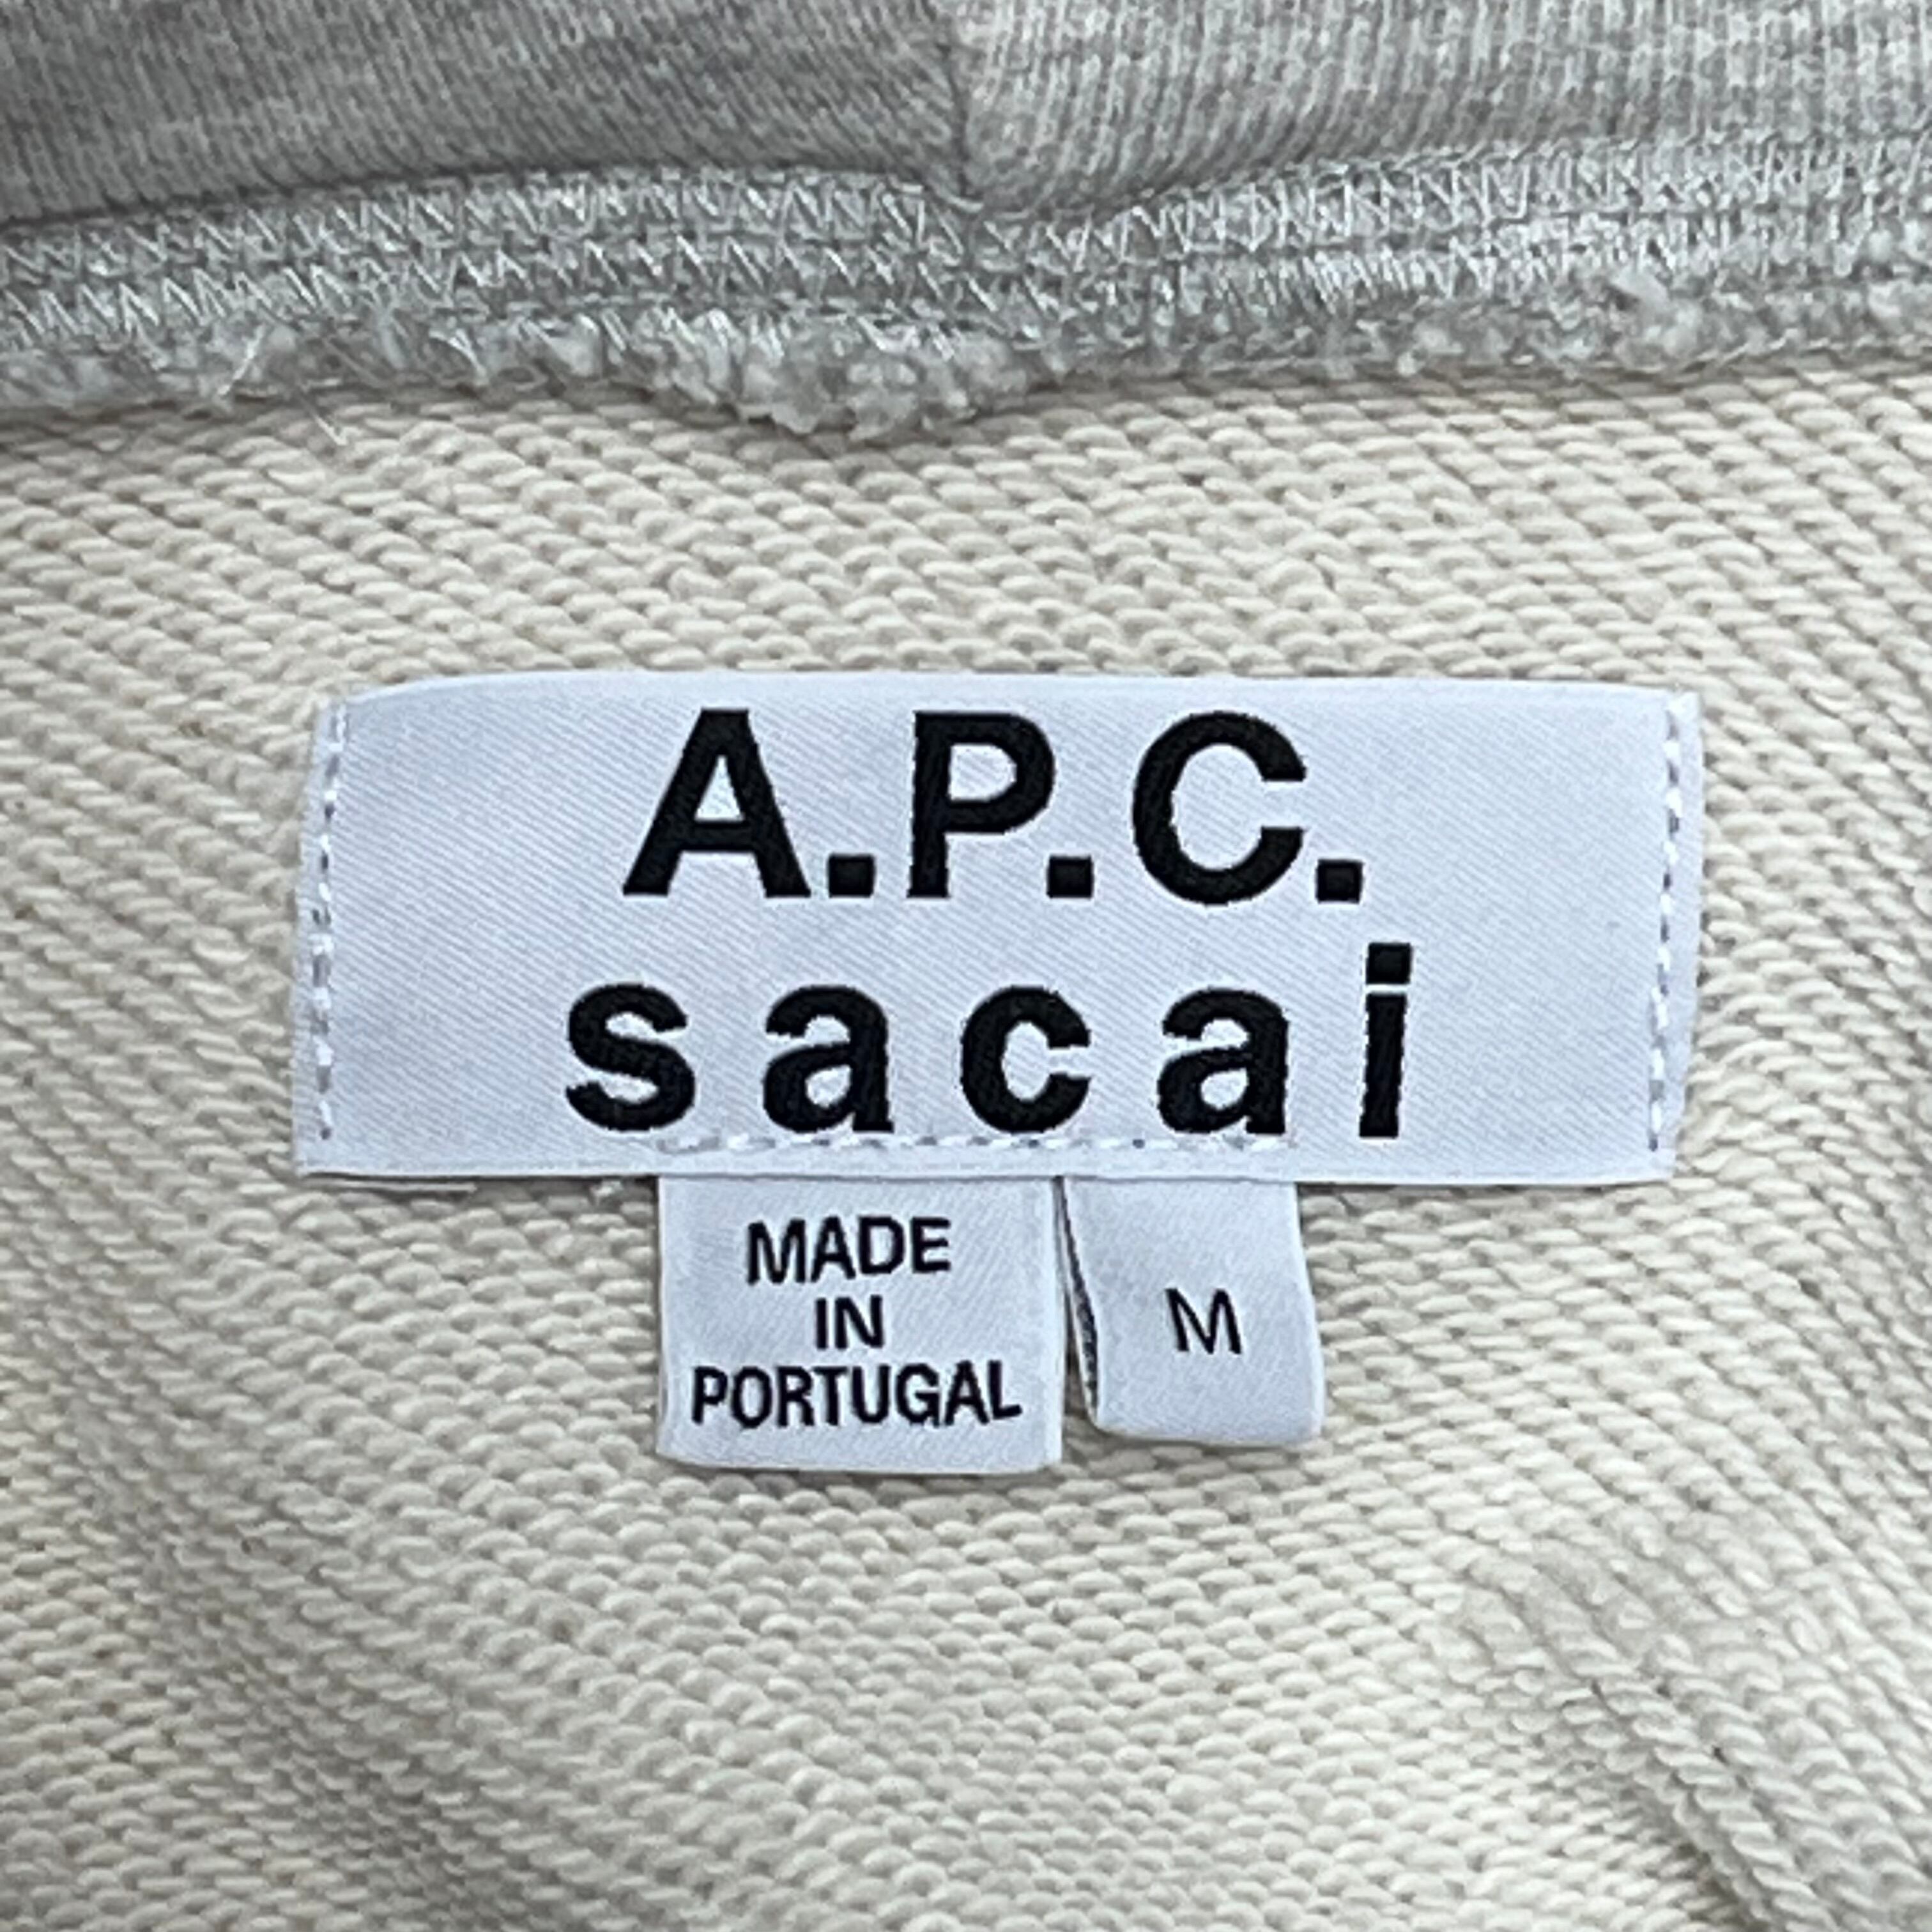 A.P.C.
sacai
MADE
IN
PORTUGAL
M